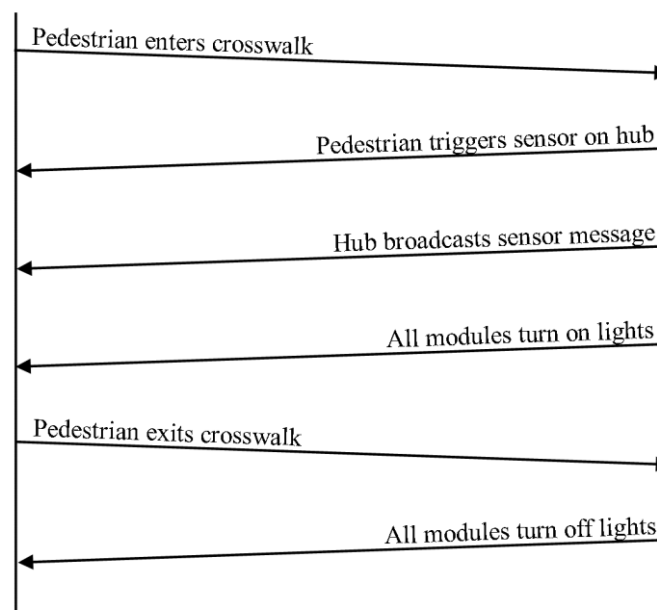 Pedestrian enters crosswalk
Pedestrian triggers sensor on hub
Hub broadcasts sensor message
All modules turn on lights
Pedestrian exits crosswalk
All modules turn off lights